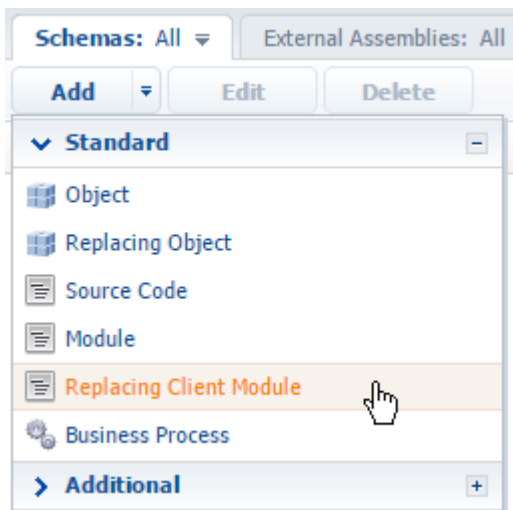 Schemas: All External Assemblies: All
Add Edit Delete
Standard
Object
Replacing Object
Source Code
Module
Replacing Client Module
Business Process
Additional